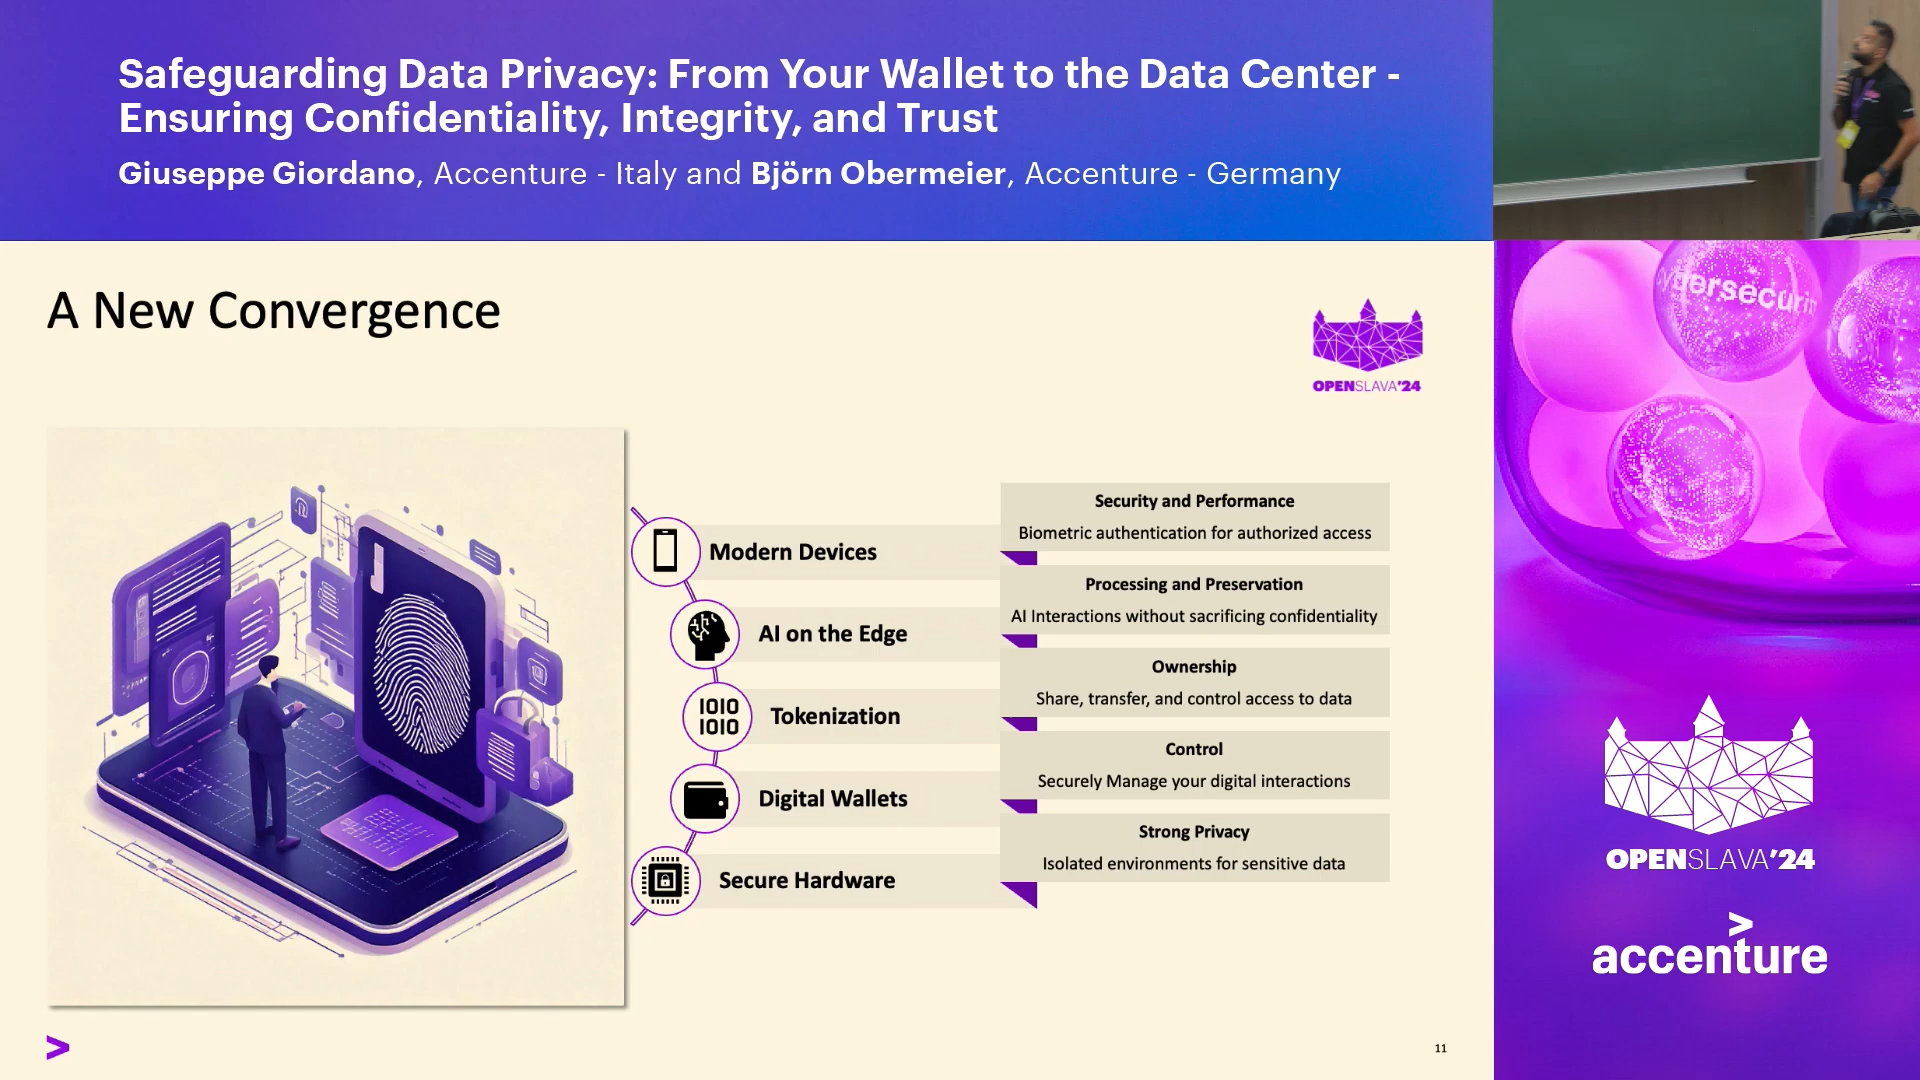 Safeguarding Data Privacy: From Your Wallet to the Data Center -
Ensuring Confidentiality, Integrity, and Trust
Giuseppe Giordano, Accenture - Italy and Björn Obermeier, Accenture - Germany
A New Convergence
OPENSLAVA'24
Modern Devices
Security and Performance
Biometric authentication for authorized access
AI on the Edge
Processing and Preservation
AI Interactions without sacrificing confidentiality
1010
1010
Tokenization
Ownership
Share, transfer, and control access to data
Digital Wallets
Control
Securely Manage your digital interactions
Secure Hardware
Strong Privacy
Isolated environments for sensitive data
11
OPENSLAVA'24
accenture